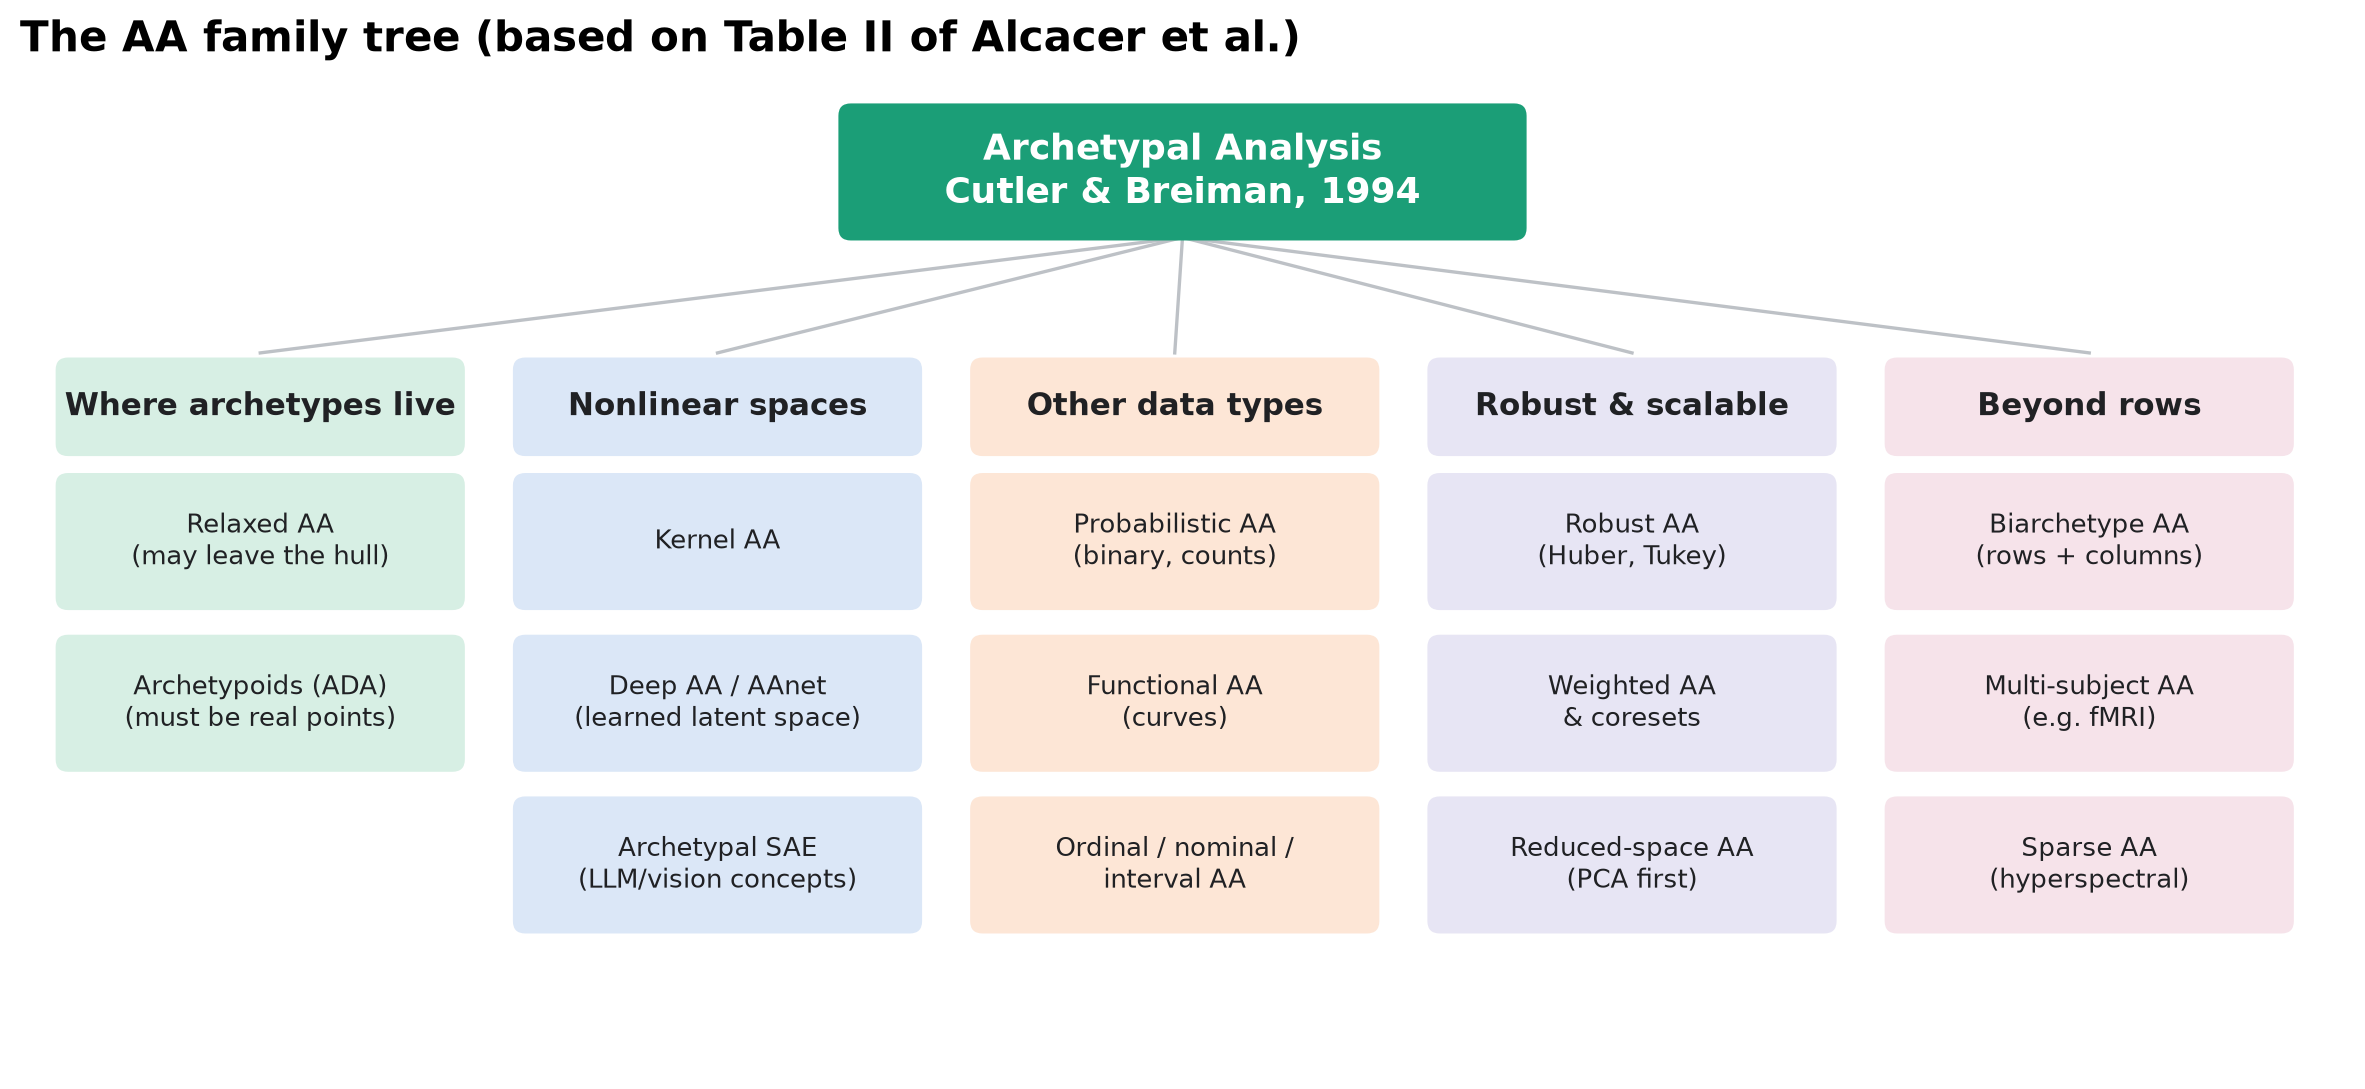 The AA family tree (based on Table II of Alcacer et al.)
Archetypal Analysis
Cutler & Breiman, 1994
Where archetypes live
Relaxed AA
(may leave the hull)
Archetypoids (ADA)
(must be real points)
Nonlinear spaces
Kernel AA
Deep AA / AAnet
(learned latent space)
Archetypal SAE
(LLM/vision concepts)
Other data types
Probabilistic AA
(binary, counts)
Functional AA
(curves)
Ordinal / nominal /
interval AA
Robust & scalable
Robust AA
(Huber, Tukey)
Weighted AA
& coresets
Reduced-space AA
(PCA first)
Beyond rows
Biarchetype AA
(rows + columns)
Multi-subject AA
(e.g. fMRI)
Sparse AA
(hyperspectral)